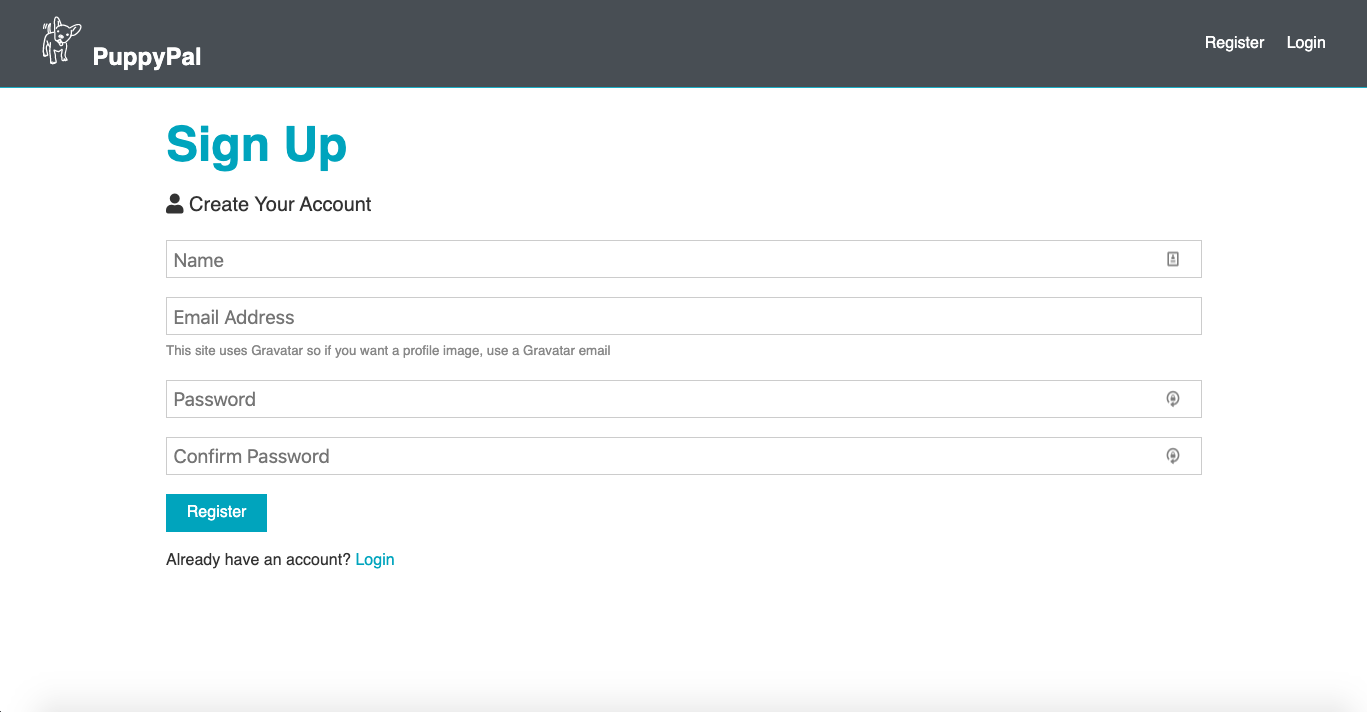 PuppyPal
Register Login
Sign Up
Create Your Account
Name
Email Address
This site uses Gravatar so if you want a profile image, use a Gravatar email
Password
Confirm Password
Register
Already have an account? Login